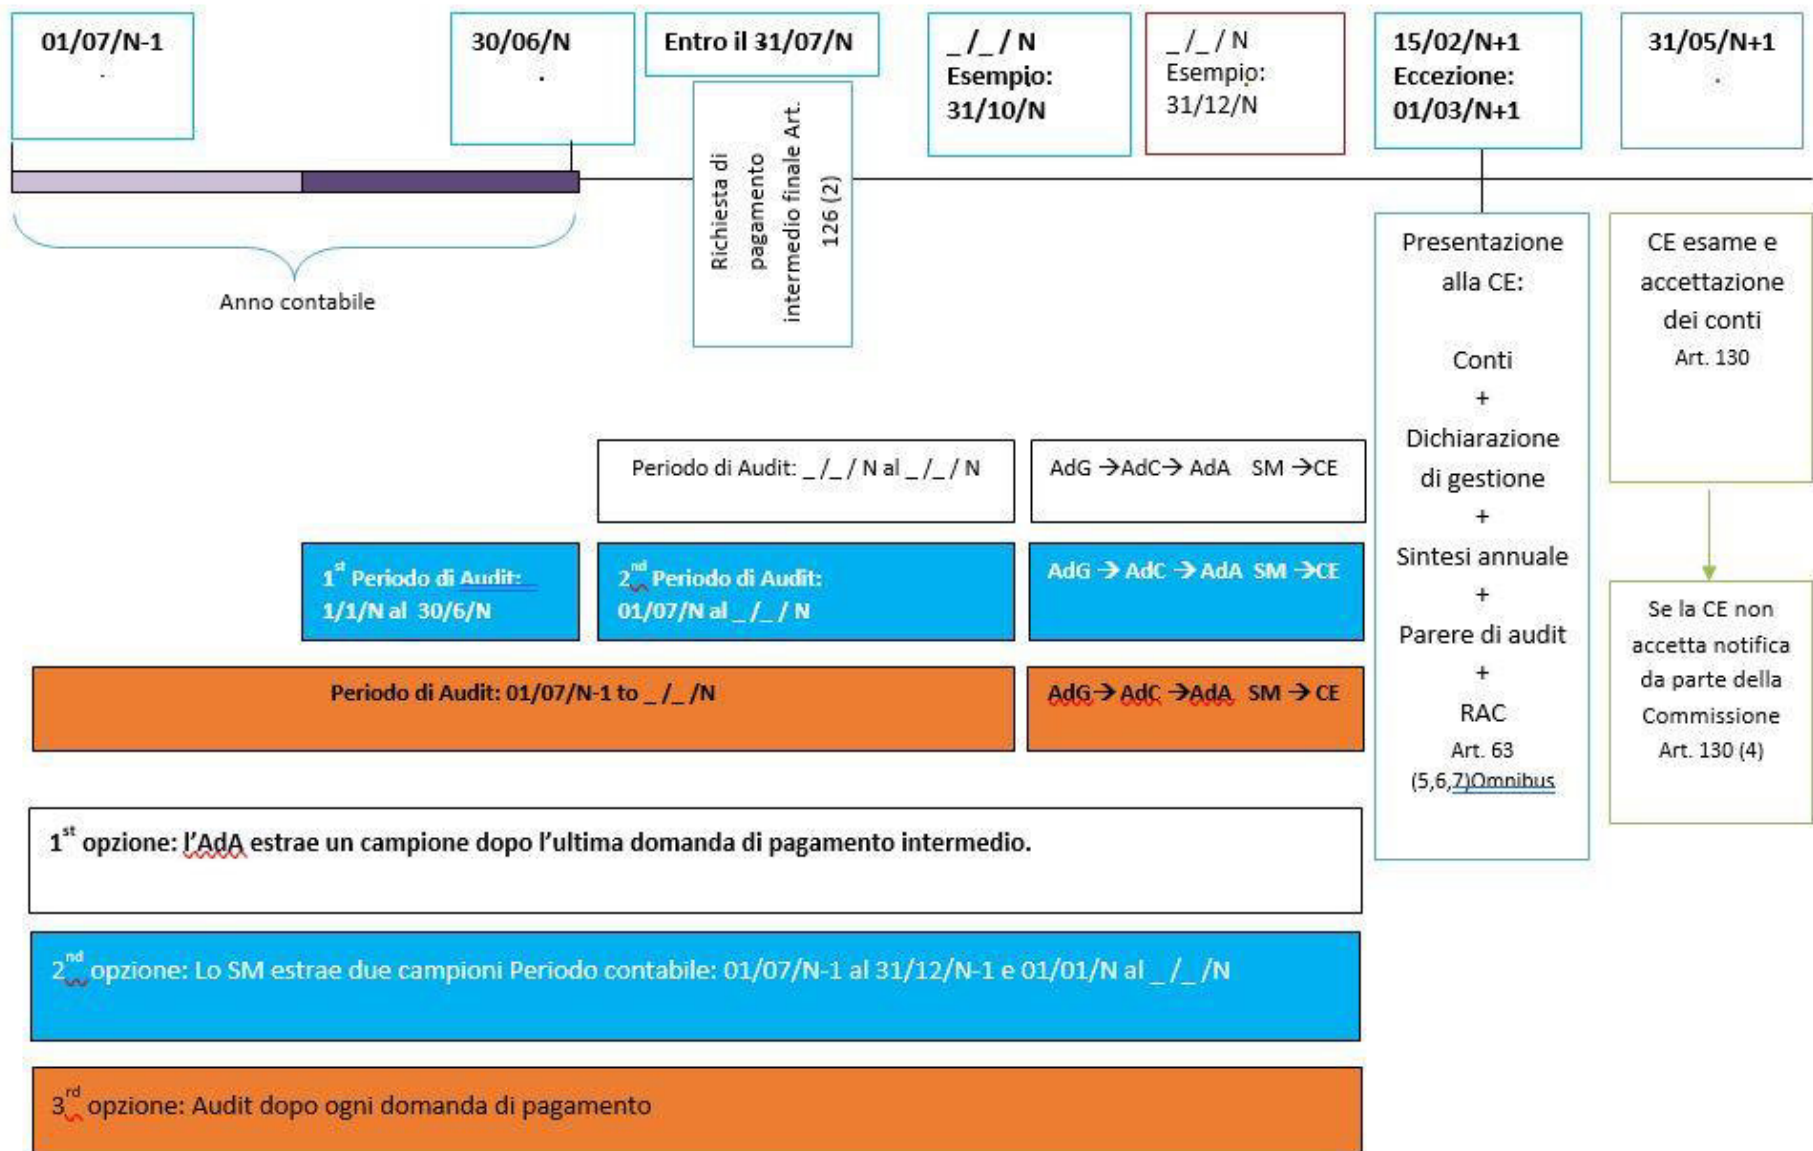 01/07/N-1
.
30/06/N
.
Entro il 31/07/N
_ /_ / N
Esempio:
31/10/N
_ /_ / N
Esempio:
31/12/N
15/02/N+1
Eccezione:
01/03/N+1
31/05/N+1
.
Richiesta di
pagamento
intermedio finale Art.
126 (2)
Anno contabile
Presentazione
alla CE:
Conti
+
Dichiarazione
di gestione
+
Sintesi annuale
+
Parere di audit
+
RAC
Art. 63
(5,6,7)Omnibus
CE esame e
accettazione
dei conti
Art. 130
Se la CE non
accetta notifica
da parte della
Commissione
Art. 130 (4)
Periodo di Audit: _ /_ / N al _ /_ / N
AdG →AdC→ AdA SM →CE
1st Periodo di Audit:
1/1/N al 30/6/N
2nd Periodo di Audit:
01/07/N al _ /_ / N
AdG → AdC → AdA SM →CE
Periodo di Audit: 01/07/N-1 to _ /_ /N
AdG→ AdC →AdA SM → CE
1st opzione: l'AdA estrae un campione dopo l'ultima domanda di pagamento intermedio.
2nd opzione: Lo SM estrae due campioni Periodo contabile: 01/07/N-1 al 31/12/N-1 e 01/01/N al _ /_ /N
3rd opzione: Audit dopo ogni domanda di pagamento